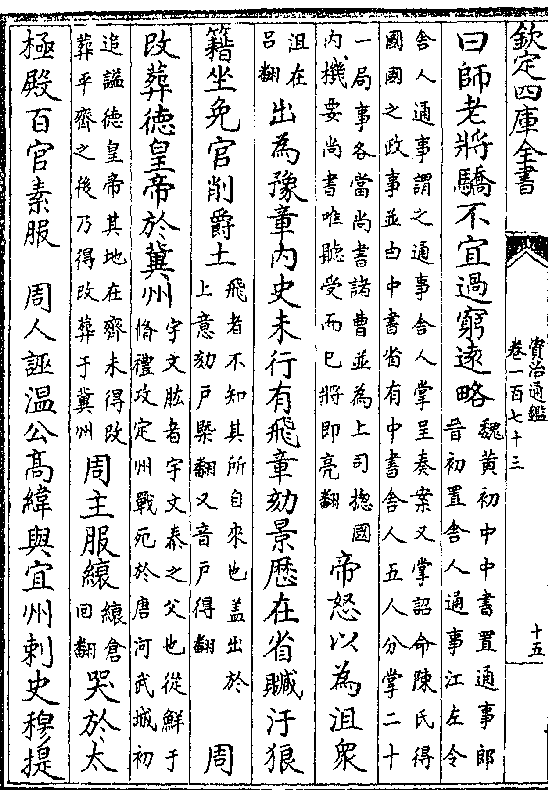 欽定四庫全書
資治通鑑
卷一百七十三
十五
曰師老將驕不宜過窮遠略
魏黄初中中書置通事郎
晉初置舍人通事江左令
舍人通事謂之通事舍人掌呈奏案又掌詔命陳氏得
國國之政事並由中書省有中書舍人五人分掌二十
一局事各當尚書諸曹並為上司捴國
内機要尚書唯聽受而已將即亮翻
帝怒以為沮衆
沮在
吕翻
出為豫章内史未行有飛章劾景歴在省贓汙狼
籍坐免官削爵土
飛者不知其所自來也盖出於
上意劾戸槩翻又音戸得翻
周
改葬德皇帝於冀州
宇文肱者宇文泰之父也從鮮于
脩禮攻定州戰死於唐河武城初
追諡德皇帝其地在齊未得改
葬平齊之後乃得改葬于冀州
周主服縗
縗倉
回翻
哭於太
極殿百官素服
周人誣温公高緯與宜州刺史穆提